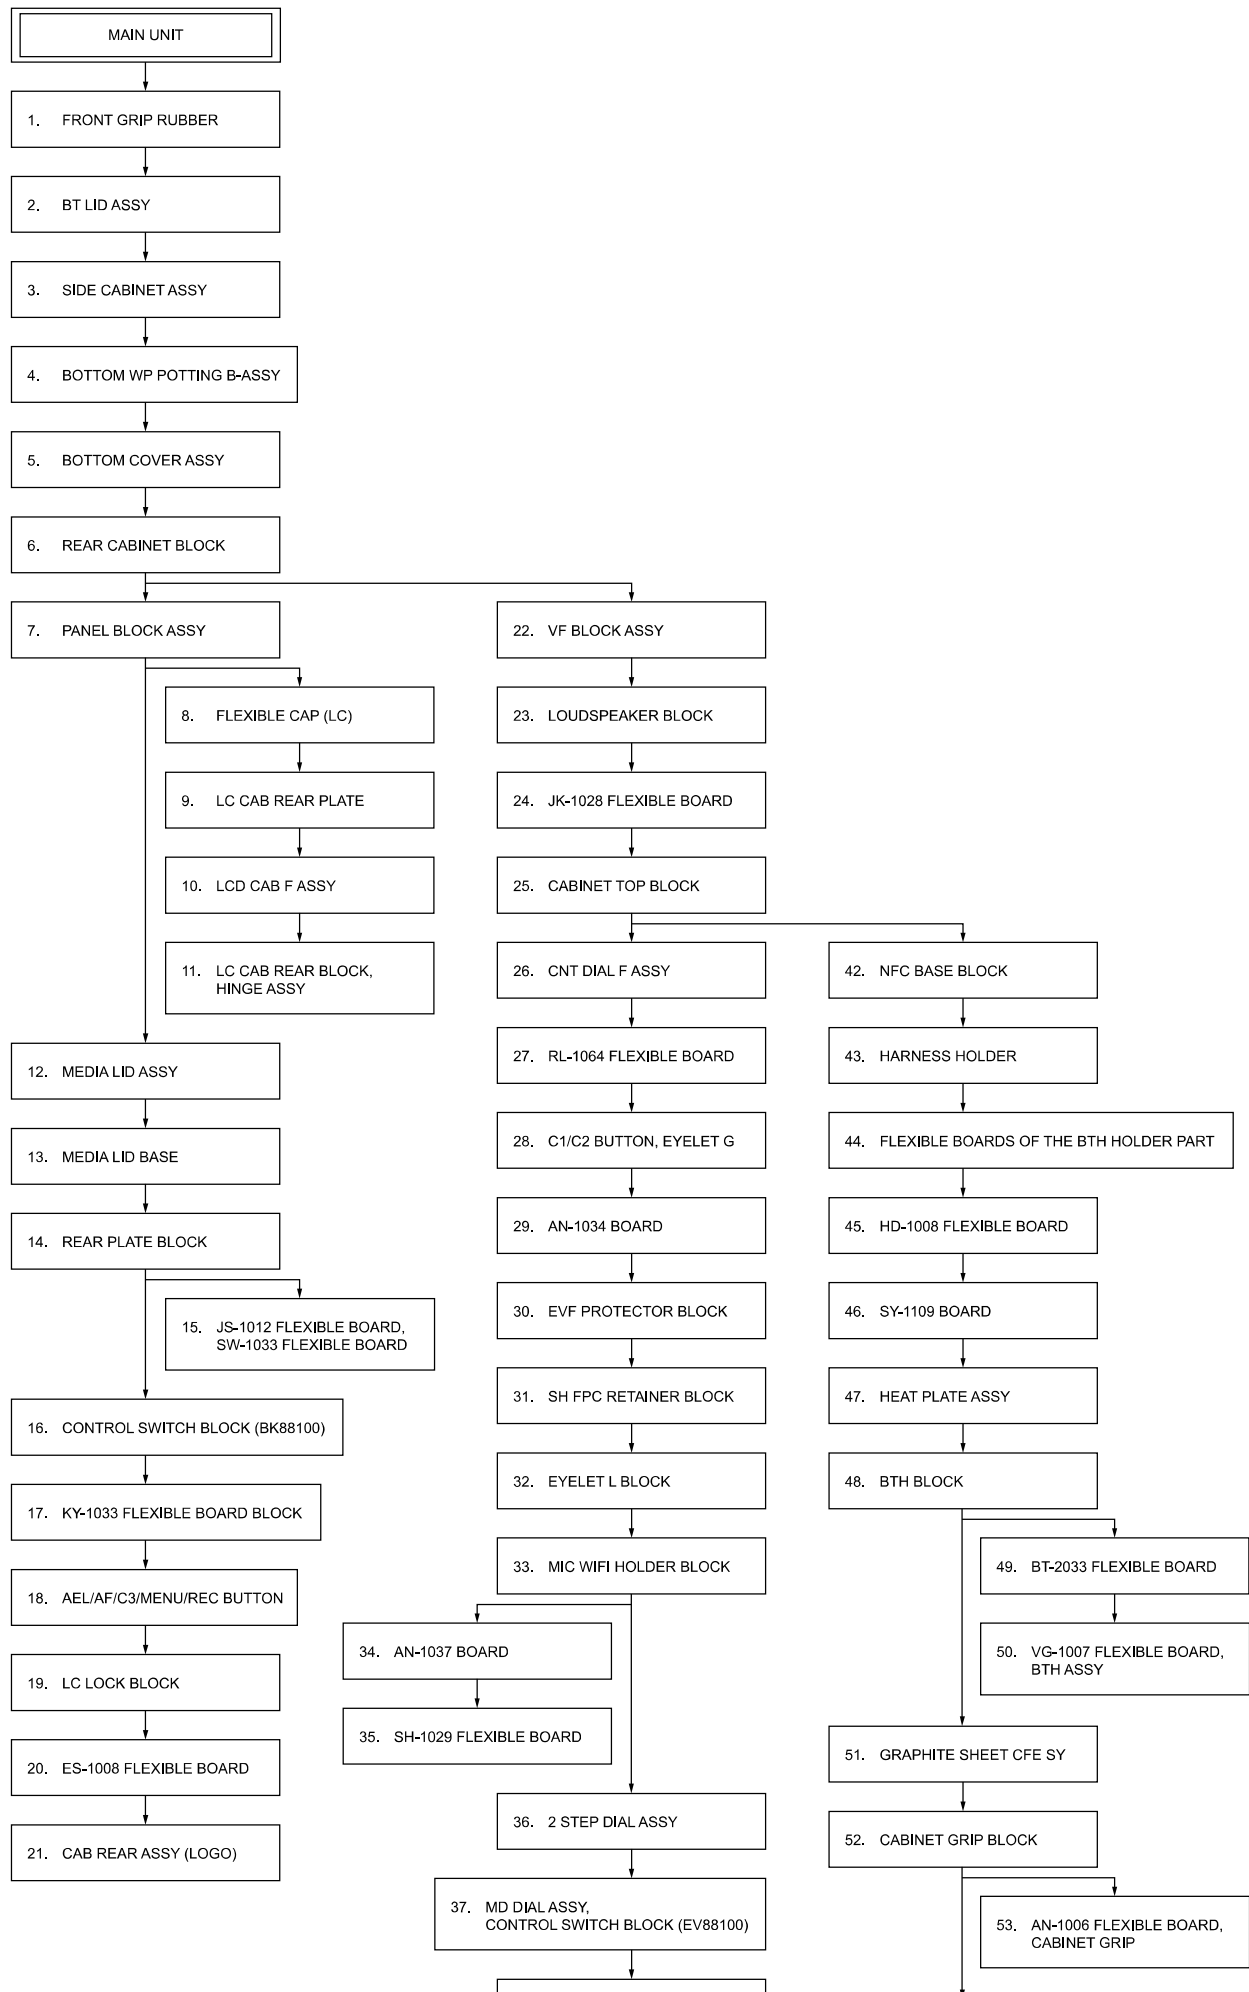 MAIN UNIT
1. FRONT GRIP RUBBER
2. BT LID ASSY
3. SIDE CABINET ASSY
4. BOTTOM WP POTTING B-ASSY
5. BOTTOM COVER ASSY
6. REAR CABINET BLOCK
7. PANEL BLOCK ASSY
8. FLEXIBLE CAP (LC)
9. LC CAB REAR PLATE
10. LCD CAB F ASSY
11. LC CAB REAR BLOCK,
HINGE ASSY
12. MEDIA LID ASSY
13. MEDIA LID BASE
14. REAR PLATE BLOCK
15. JS-1012 FLEXIBLE BOARD,
SW-1033 FLEXIBLE BOARD
16. CONTROL SWITCH BLOCK (BK88100)
17. KY-1033 FLEXIBLE BOARD BLOCK
18. AEL/AF/C3/MENU/REC BUTTON
19. LC LOCK BLOCK
20. ES-1008 FLEXIBLE BOARD
21. CAB REAR ASSY (LOGO)
22. VF BLOCK ASSY
23. LOUDSPEAKER BLOCK
24. JK-1028 FLEXIBLE BOARD
25. CABINET TOP BLOCK
26. CNT DIAL F ASSY
27. RL-1064 FLEXIBLE BOARD
28. C1/C2 BUTTON, EYELET G
29. AN-1034 BOARD
30. EVF PROTECTOR BLOCK
31. SH FPC RETAINER BLOCK
32. EYELET L BLOCK
33. MIC WIFI HOLDER BLOCK
34. AN-1037 BOARD
35. SH-1029 FLEXIBLE BOARD
36. 2 STEP DIAL ASSY
37. MD DIAL ASSY,
CONTROL SWITCH BLOCK (EV88100)
42. NFC BASE BLOCK
43. HARNESS HOLDER
44. FLEXIBLE BOARDS OF THE BTH HOLDER PART
45. HD-1008 FLEXIBLE BOARD
46. SY-1109 BOARD
47. HEAT PLATE ASSY
48. BTH BLOCK
49. BT-2033 FLEXIBLE BOARD
50. VG-1007 FLEXIBLE BOARD,
BTH ASSY
51. GRAPHITE SHEET CFE SY
52. CABINET GRIP BLOCK
53. AN-1006 FLEXIBLE BOARD,
CABINET GRIP